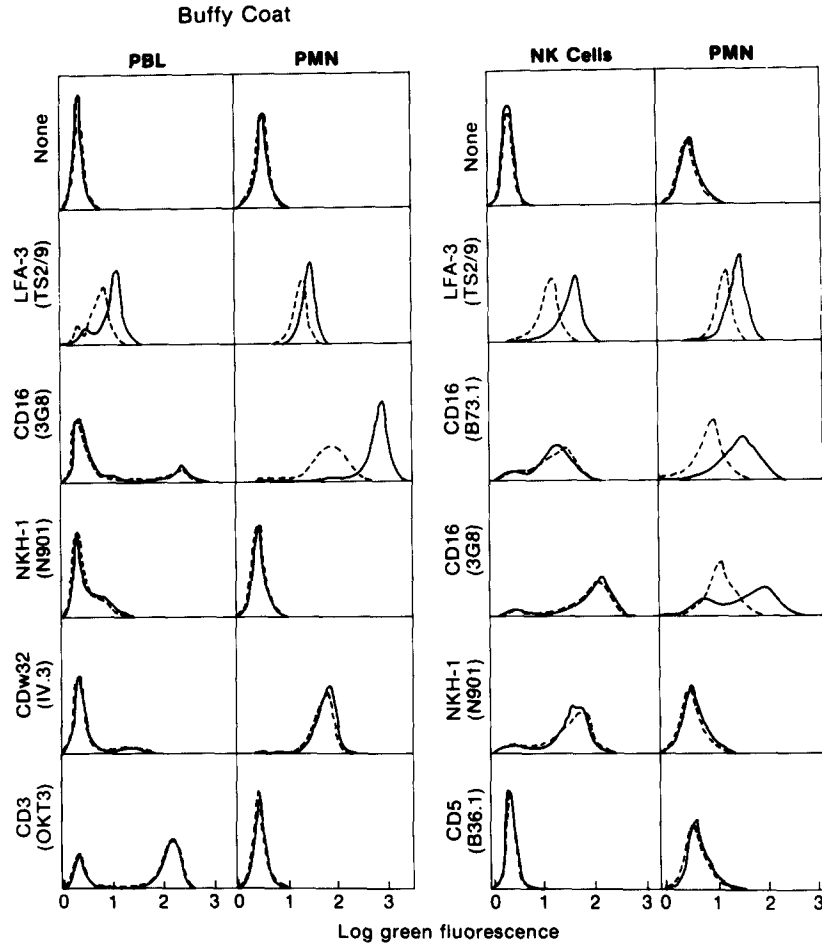 Buffy Coat
PBL PMN NK Cells PMN
None None
LFA-3 (TS2/9) LFA-3 (TS2/9)
CD16 (3G8) CD16 (B73.1)
NKH-1 (N901) CD16 (3G8)
CDw32 (IV.3) NKH-1 (N901)
CD3 (OKT3) CD5 (B36.1)
0 1 2 3 0 1 2 3 0 1 2 3 0 1 2 3
Log green fluorescence